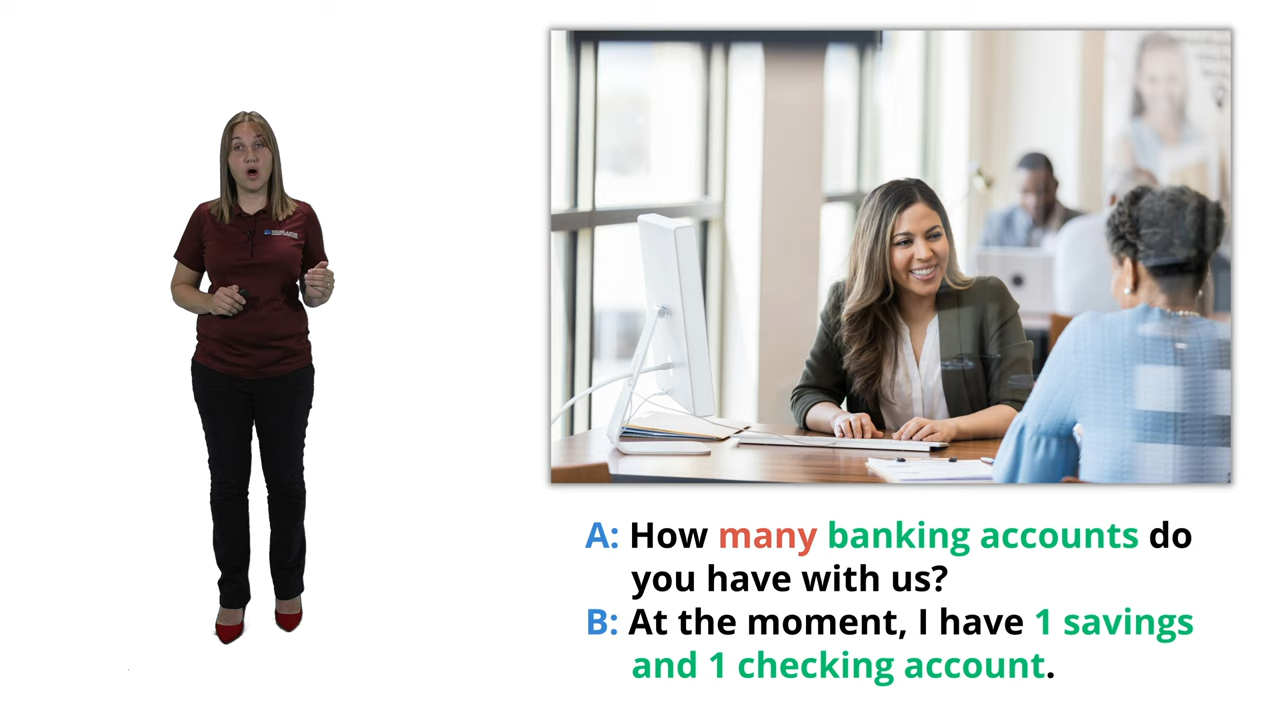 A: How many banking accounts do
you have with us?
B: At the moment, I have 1 savings
and 1 checking account.